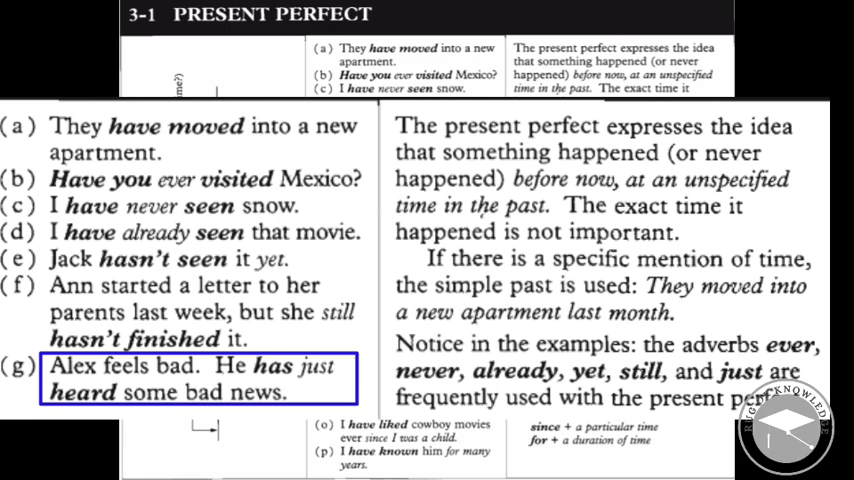 3-1 PRESENT PERFECT
(a) They have moved into a new
apartment.
(b) Have you ever visited Mexico?
(c) I have never seen snow.
The present perfect expresses the idea
that something happened (or never
happened) before now, at an unspecified
time in the past. The exact time it
(a) They have moved into a new
apartment.
(b) Have you ever visited Mexico?
(c) I have never seen snow.
(d) I have already seen that movie.
(e) Jack hasn't seen it yet.
(f) Ann started a letter to her
parents last week, but she still
hasn't finished it.
(g) Alex feels bad. He has just
heard some bad news.
The present perfect expresses the idea
that something happened (or never
happened) before now, at an unspecified
time in the past. The exact time it
happened is not important.
If there is a specific mention of time,
the simple past is used: They moved into
a new apartment last month.
Notice in the examples: the adverbs ever,
never, already, yet, still, and just are
frequently used with the present
(o) I have liked cowboy movies
ever since I was a child.
(p) I have known him for many
years.
since + a particular time
for + a duration of time
KNOWLEDGE